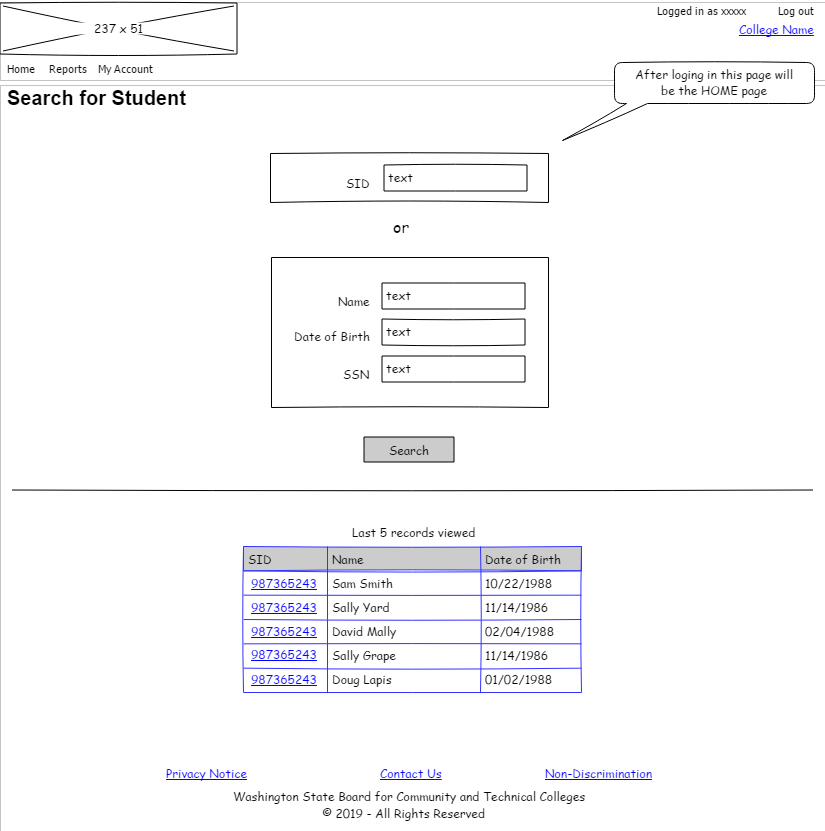 237 x 51
Logged in as xxxxx Log out
College Name
Home Reports My Account
After loging in this page will
be the HOME page
Search for Student
SID text
or
Name text
Date of Birth text
SSN text
Search
Last 5 records viewed
SID Name Date of Birth
987365243 Sam Smith 10/22/1988
987365243 Sally Yard 11/14/1986
987365243 David Mally 02/04/1988
987365243 Sally Grape 11/14/1986
987365243 Doug Lapis 01/02/1988
Privacy Notice Contact Us Non-Discrimination
Washington State Board for Community and Technical Colleges
© 2019 - All Rights Reserved